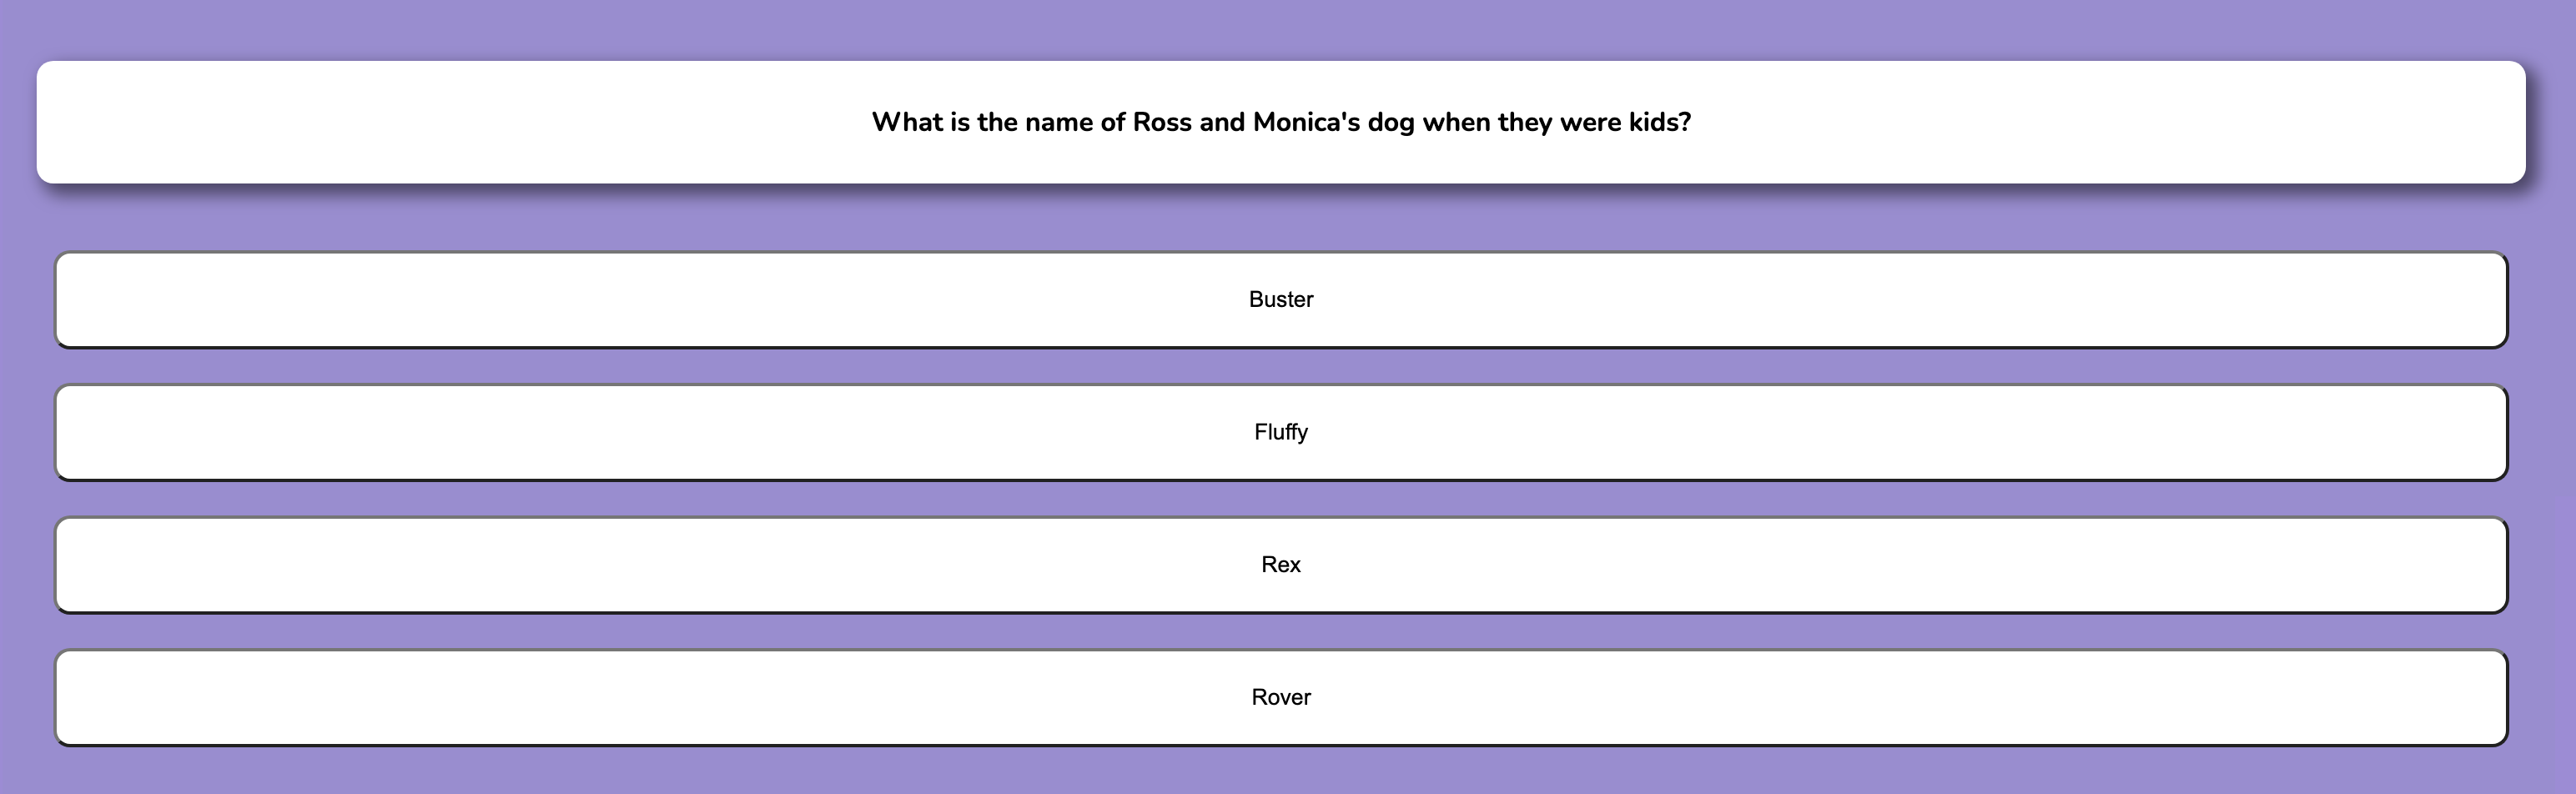 What is the name of Ross and Monica's dog when they were kids?
Buster
Fluffy
Rex
Rover